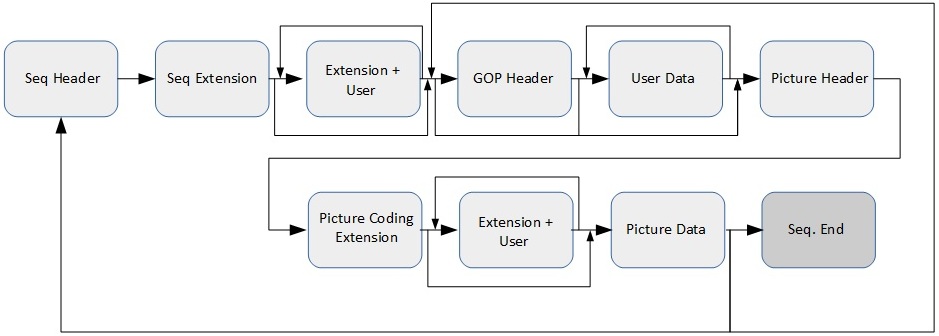 Seq Header
Seq Extension
Extension +
User
GOP Header
User Data
Picture Header
Picture Coding
Extension
Extension +
User
Picture Data
Seq. End